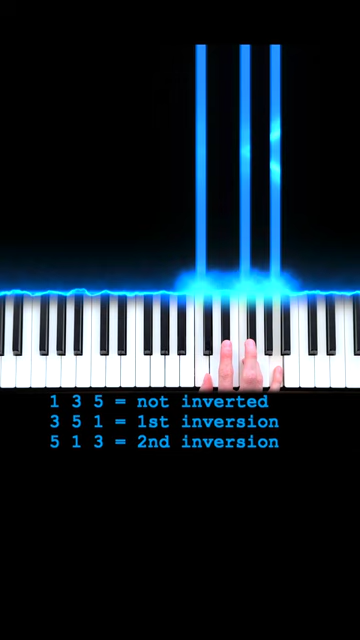 1 3 5 = not inverted
3 5 1 = 1st inversion
5 1 3 = 2nd inversion